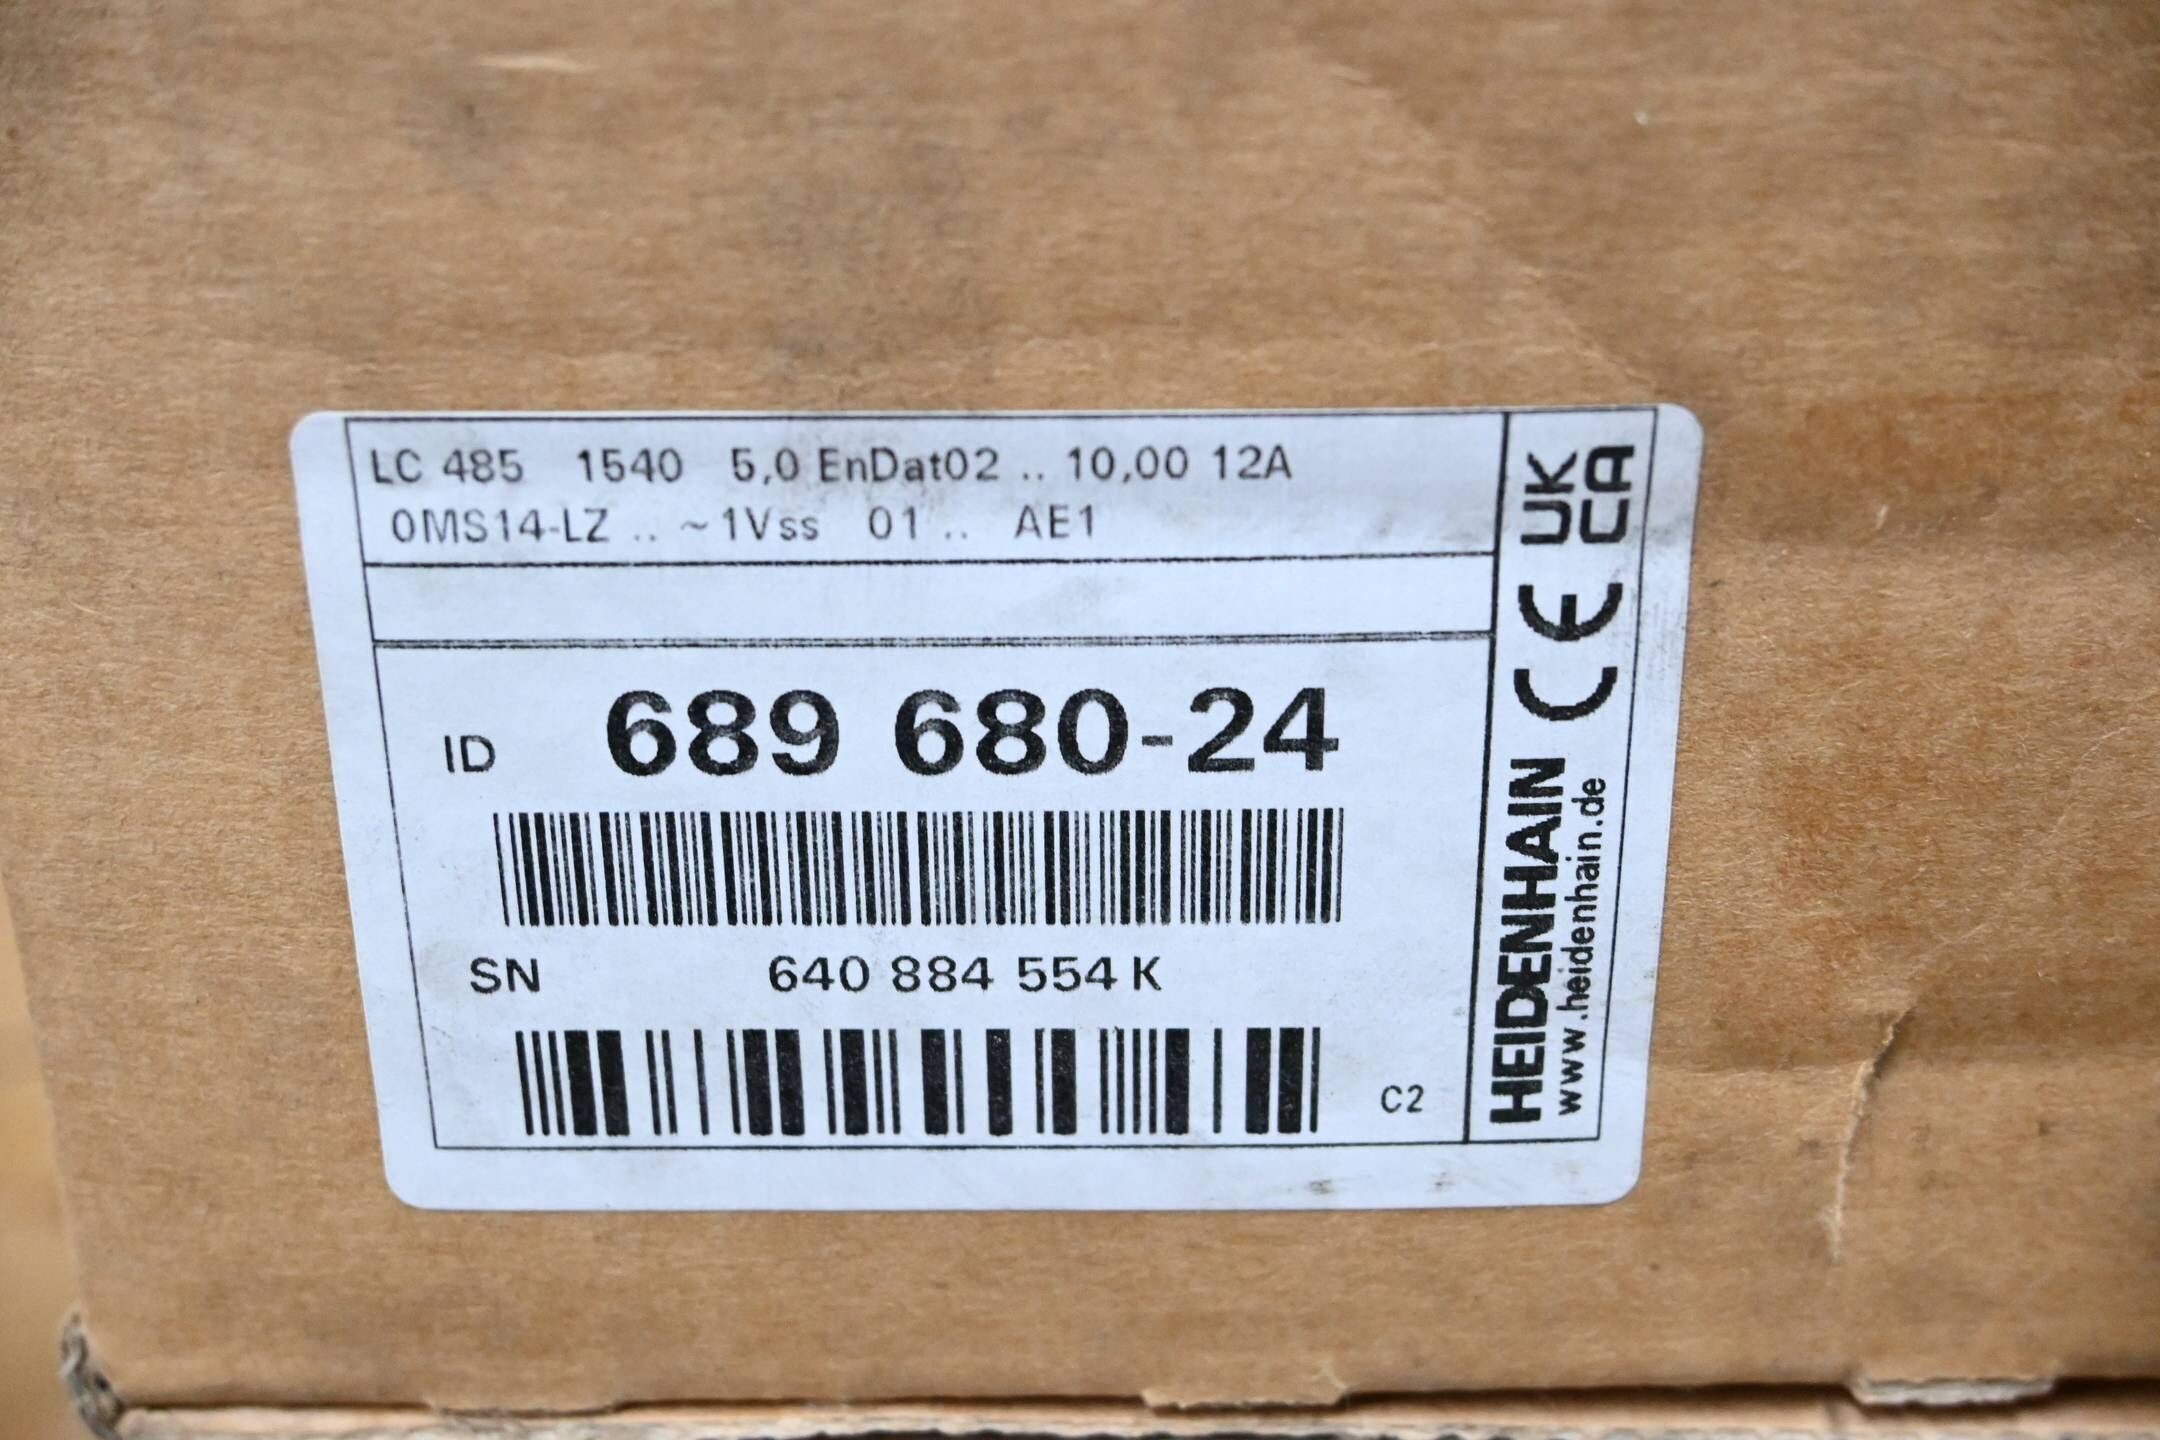 LC 485 1540 5,0 EnDat02 .. 10,00 12A
0MS14-LZ .. ~1Vss 01 .. AE1
ID 689 680-24
SN 640 884 554 K
C2
HEIDENHAIN CE UK CA
www.heidenhain.de